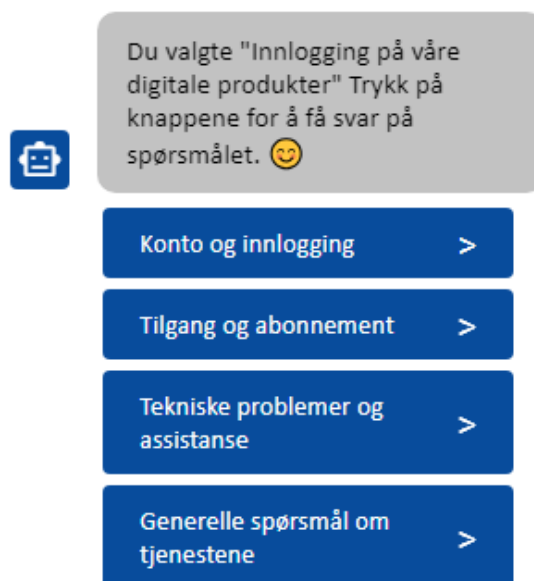 Du valgte "Innlogging på våre
digitale produkter" Trykk på
knappene for å få svar på
spørsmålet. 😊
Konto og innlogging >
Tilgang og abonnement >
Tekniske problemer og
assistanse >
Generelle spørsmål om
tjenestene >